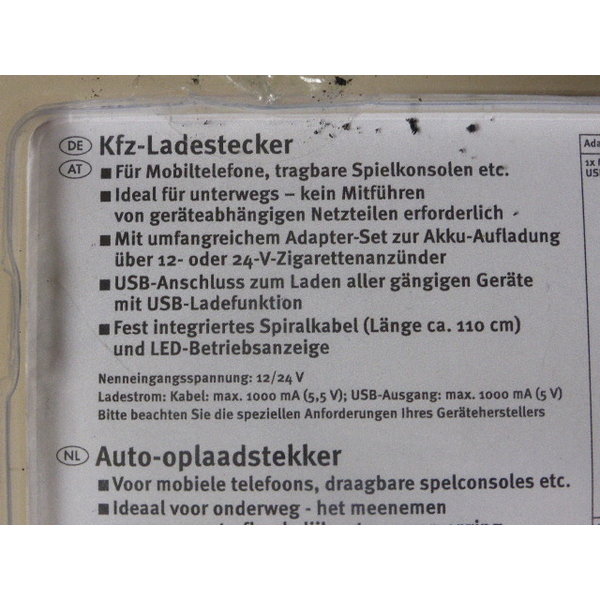 DE Kfz-Ladestecker
AT ■ Für Mobiltelefone, tragbare Spielkonsolen etc.
■ Ideal für unterwegs – kein Mitführen
von geräteabhängigen Netzteilen erforderlich
■ Mit umfangreichem Adapter-Set zur Akku-Aufladung
über 12- oder 24-V-Zigarettenanzünder
■ USB-Anschluss zum Laden aller gängigen Geräte
mit USB-Ladefunktion
■ Fest integriertes Spiralkabel (Länge ca. 110 cm)
und LED-Betriebsanzeige
Nenneingangsspannung: 12/24 V
Ladestrom: Kabel: max. 1000 mA (5,5 V); USB-Ausgang: max. 1000 mA (5 V)
Bitte beachten Sie die speziellen Anforderungen Ihres Geräteherstellers
NL Auto-oplaadstekker
■ Voor mobiele telefoons, draagbare spelconsoles etc.
■ Ideaal voor onderweg - het meenemen
Ada
1x
US